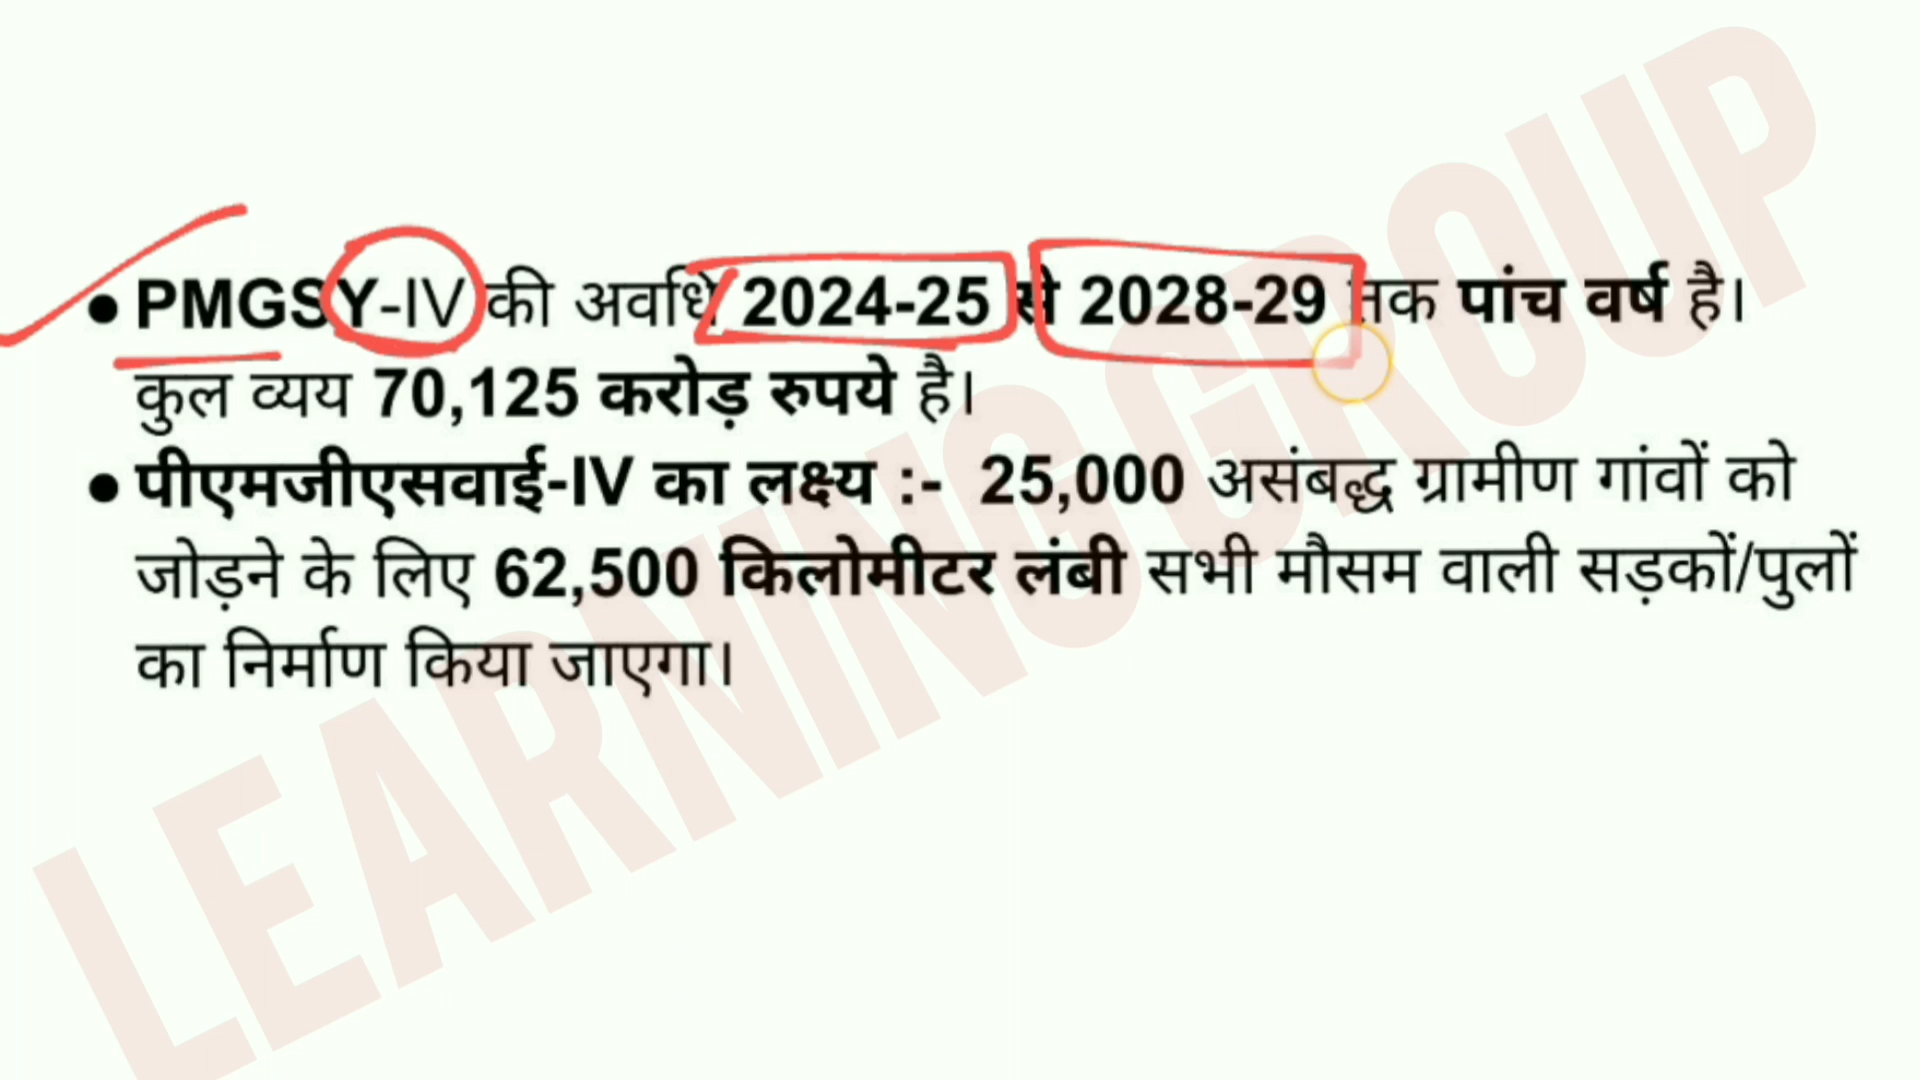 ● PMGSY-IV की अवधि 2024-25 से 2028-29 तक पांच वर्ष है।
कुल व्यय 70,125 करोड़ रुपये है।
● पीएमजीएसवाई-IV का लक्ष्य :- 25,000 असंबद्ध ग्रामीण गांवों को
जोड़ने के लिए 62,500 किलोमीटर लंबी सभी मौसम वाली सड़कों/पुलों
का निर्माण किया जाएगा।
LEARNING GROUP